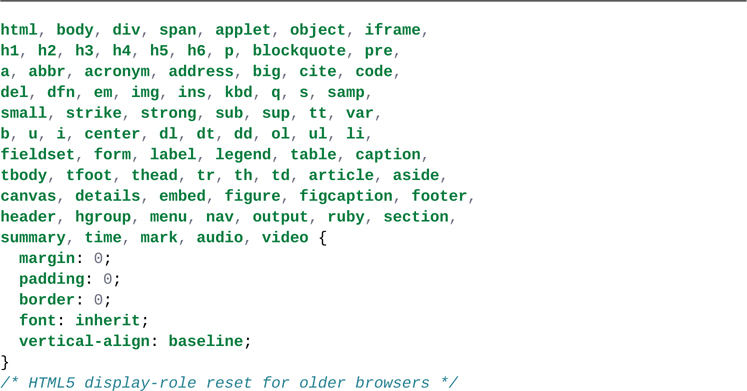 html, body, div, span, applet, object, iframe,
h1, h2, h3, h4, h5, h6, p, blockquote, pre,
a, abbr, acronym, address, big, cite, code,
del, dfn, em, img, ins, kbd, q, s, samp,
small, strike, strong, sub, sup, tt, var,
b, u, i, center, dl, dt, dd, ol, ul, li,
fieldset, form, label, legend, table, caption,
tbody, tfoot, thead, tr, th, td, article, aside,
canvas, details, embed, figure, figcaption, footer,
header, hgroup, menu, nav, output, ruby, section,
summary, time, mark, audio, video {
  margin: 0;
  padding: 0;
  border: 0;
  font: inherit;
  vertical-align: baseline;
}
/* HTML5 display-role reset for older browsers */